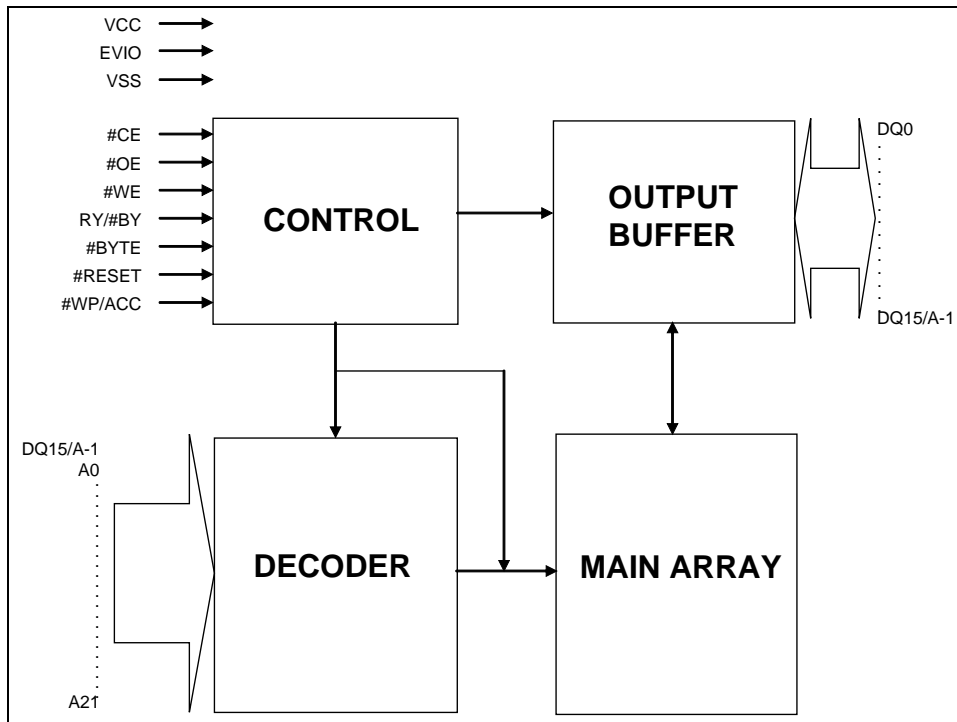 VCC
EVIO
VSS
#CE
#OE
#WE
RY/#BY
#BYTE
#RESET
#WP/ACC
CONTROL
OUTPUT
BUFFER
DQ0
DQ15/A-1
DQ15/A-1
A0
A21
DECODER
MAIN ARRAY